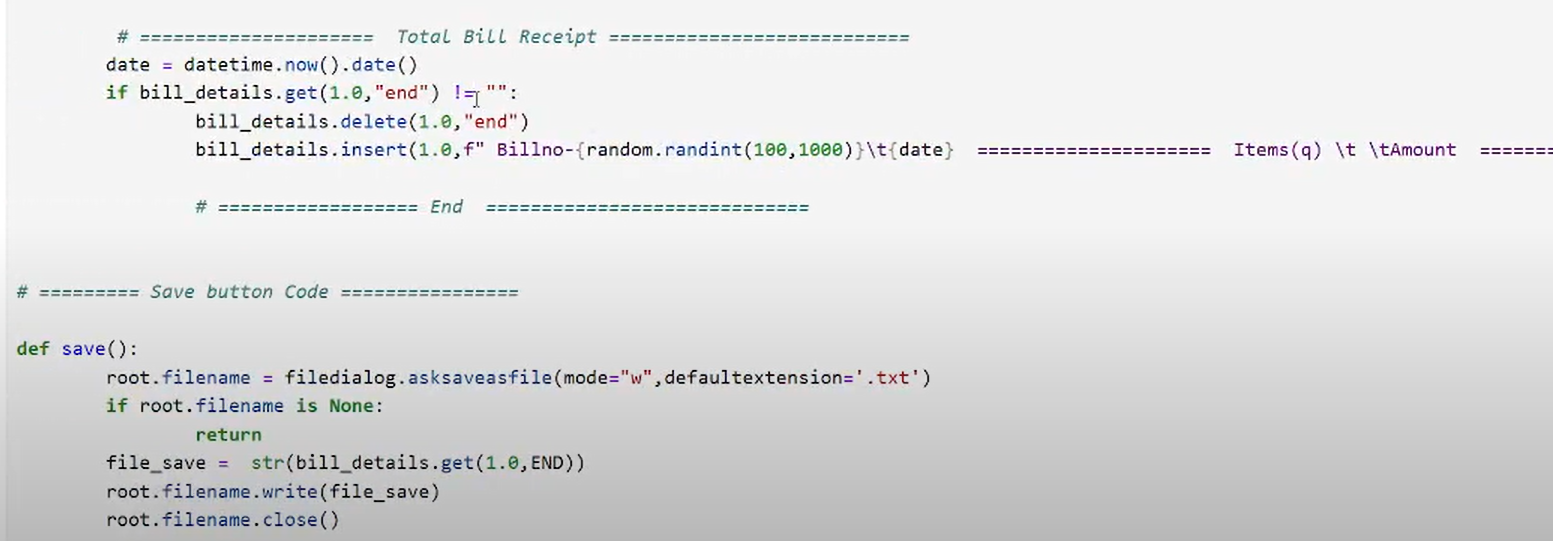 # =====================  Total Bill Receipt ===========================
date = datetime.now().date()
if bill_details.get(1.0,"end") != "":
bill_details.delete(1.0,"end")
bill_details.insert(1.0,f" Billno-{random.randint(100,1000)}\t{date}  =====================  Items(q) \t \tAmount  =======
# ================== End  =============================
# ========= Save button Code ================
def save():
root.filename = filedialog.asksaveasfile(mode="w",defaultextension='.txt')
if root.filename is None:
return
file_save =  str(bill_details.get(1.0,END))
root.filename.write(file_save)
root.filename.close()